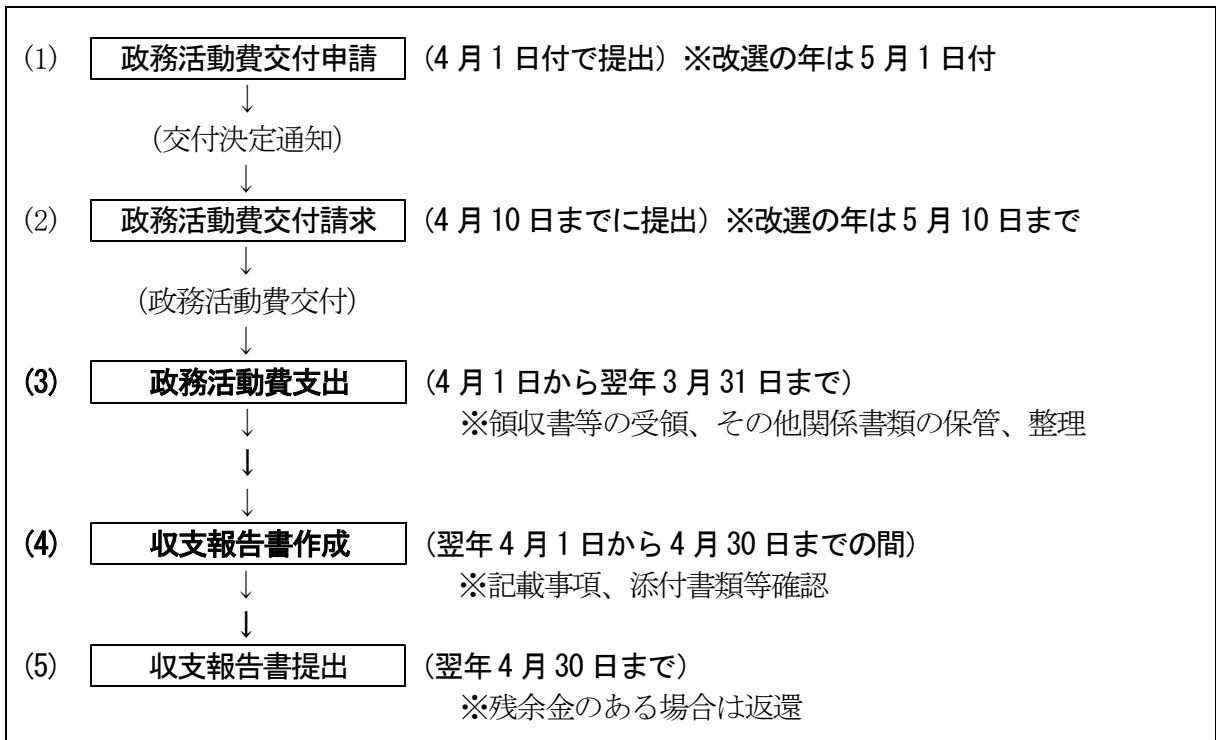 (1) 政務活動費交付申請 (4月1日付で提出) ※改選の年は5月1日付
↓
(交付決定通知)
↓
(2) 政務活動費交付請求 (4月10日までに提出) ※改選の年は5月10日まで
↓
(政務活動費交付)
↓
(3) 政務活動費支出 (4月1日から翌年3月31日まで)
↓ ※領収書等の受領、その他関係書類の保管、整理
↓
↓
(4) 収支報告書作成 (翌年4月1日から4月30日までの間)
↓ ※記載事項、添付書類等確認
↓
(5) 収支報告書提出 (翌年4月30日まで)
※残余金のある場合は返還